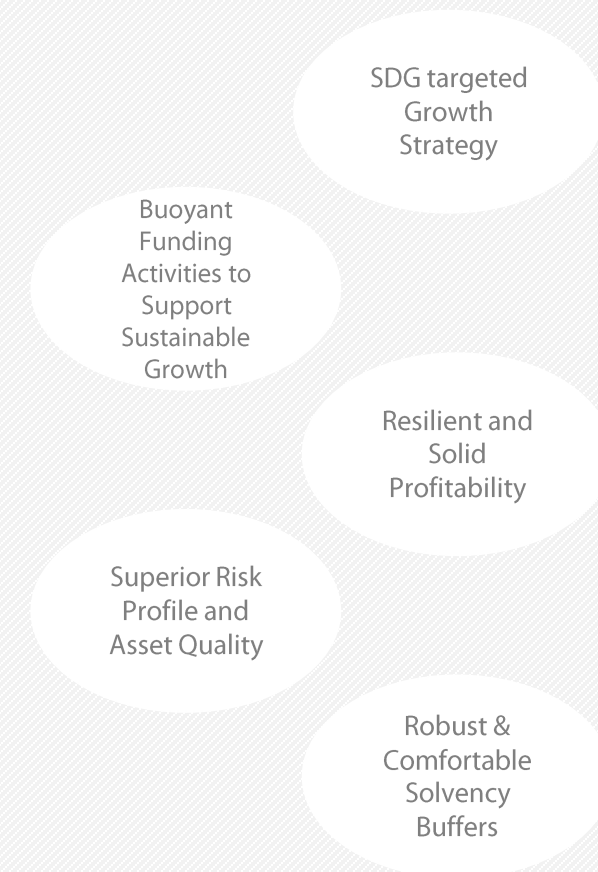 SDG targeted
Growth
Strategy
Buoyant
Funding
Activities to
Support
Sustainable
Growth
Resilient and
Solid
Profitability
Superior Risk
Profile and
Asset Quality
Robust &
Comfortable
Solvency
Buffers